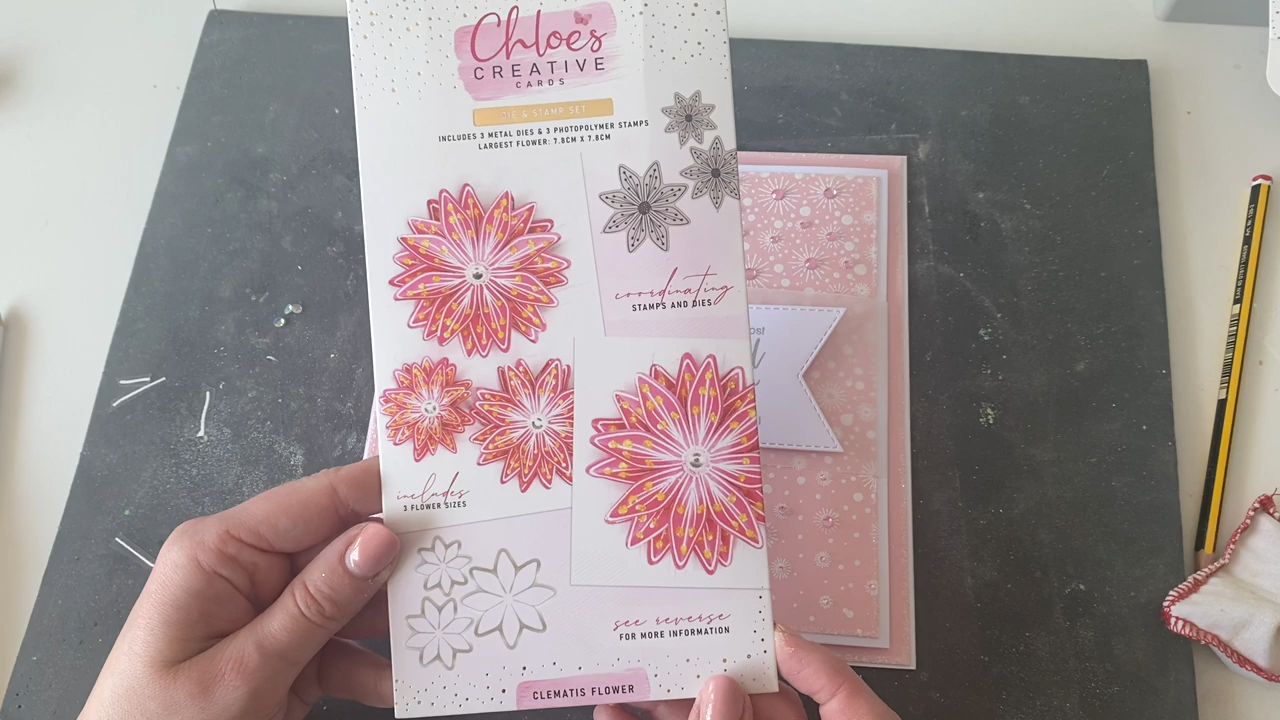 Chloes
CREATIVE
CARDS
DIE & STAMP SET
INCLUDES 3 METAL DIES & 3 PHOTOPOLYMER STAMPS
LARGEST FLOWER: 7.8CM X 7.8CM
coordinating
STAMPS AND DIES
includes
3 FLOWER SIZES
see reverse
FOR MORE INFORMATION
CLEMATIS FLOWER